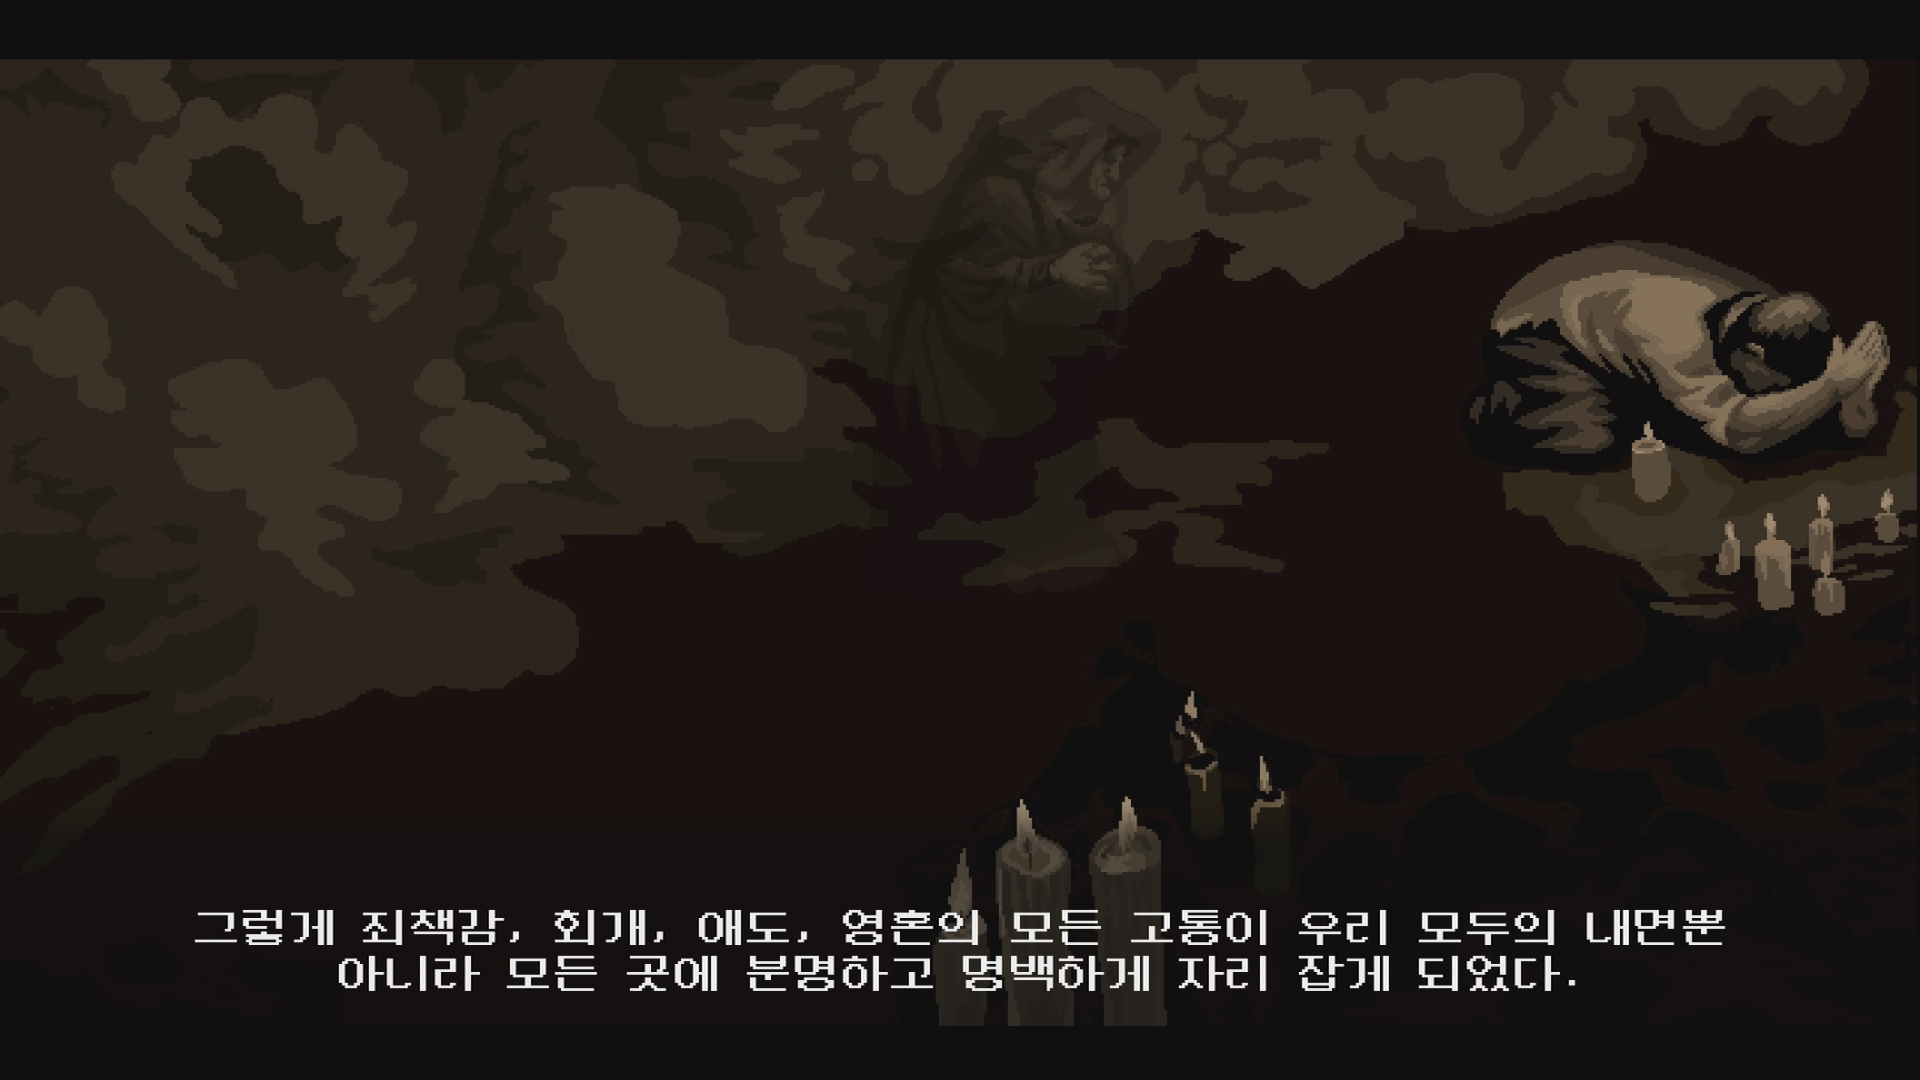 그렇게 죄책감, 회개, 애도, 영혼의 모든 고통이 우리 모두의 내면뿐
아니라 모든 곳에 분명하고 명백하게 자리 잡게 되었다.